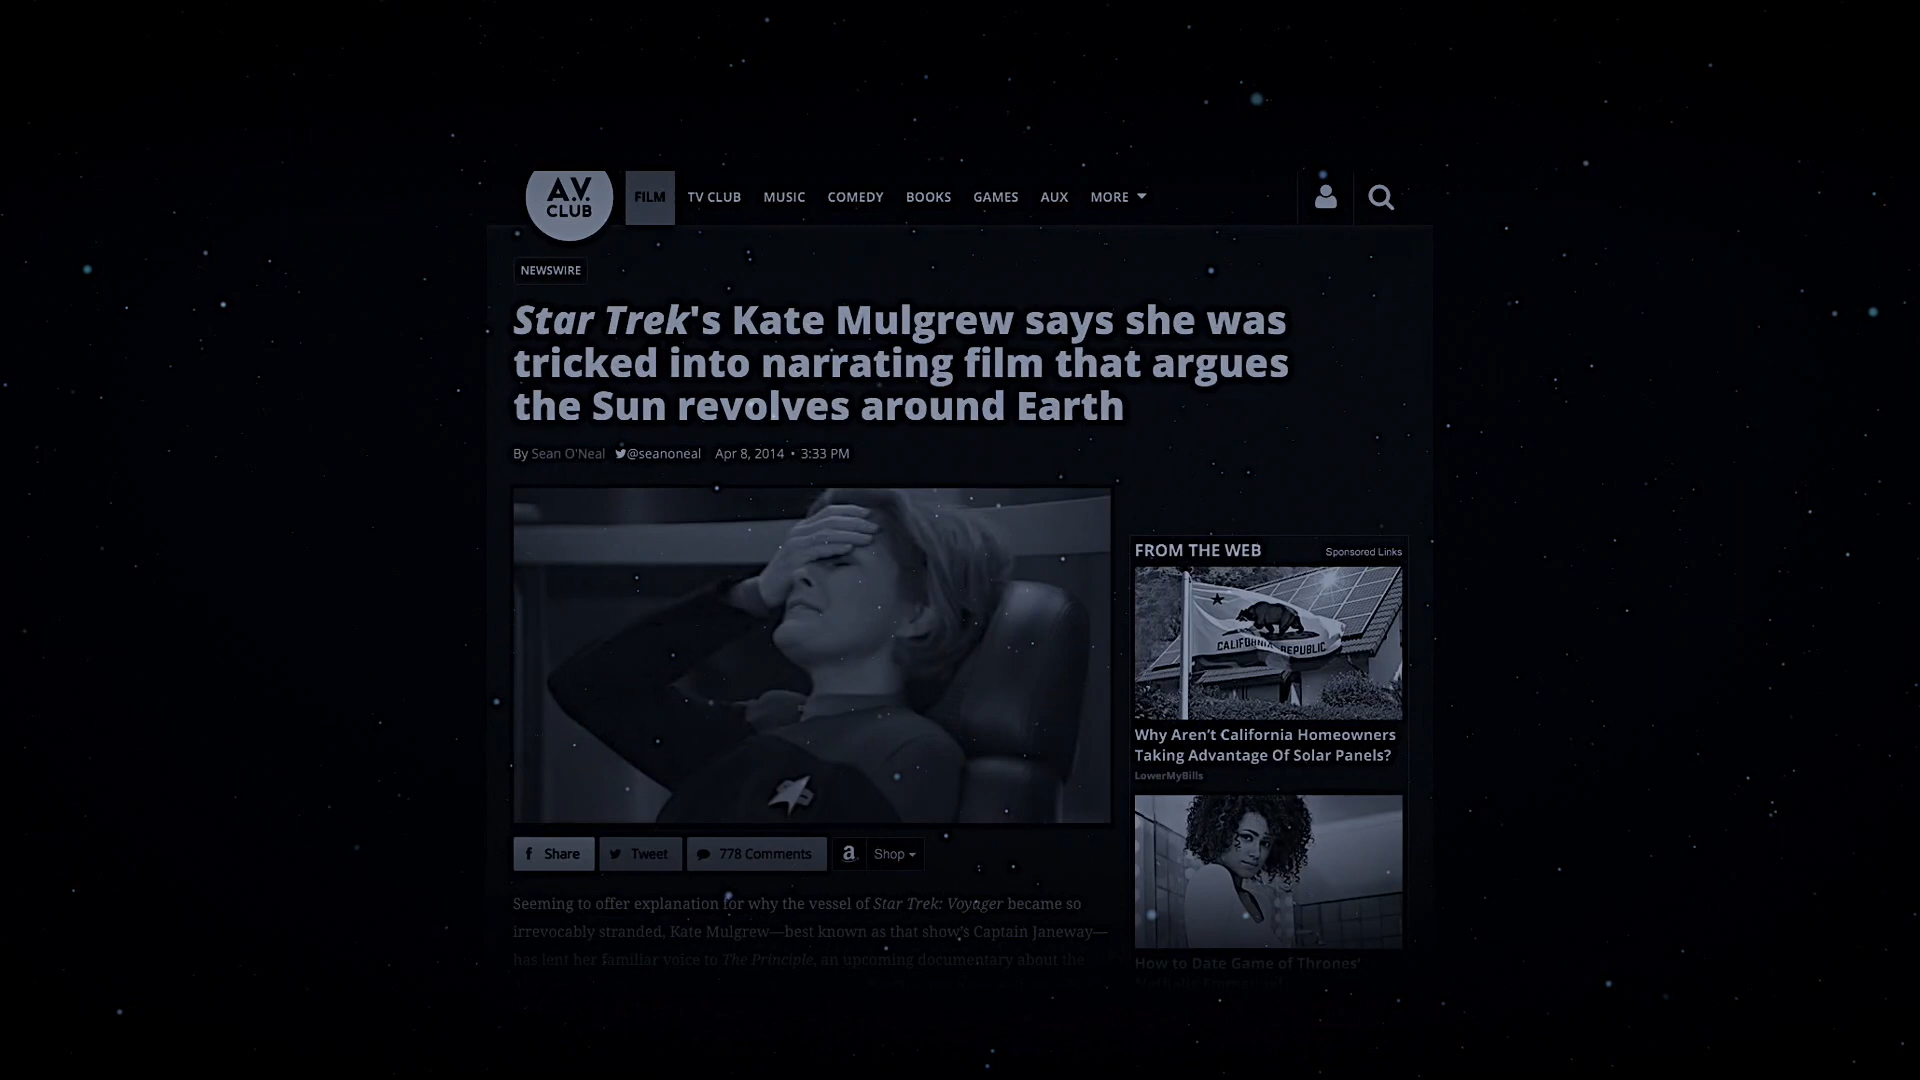 A.V.
CLUB
FILM
TV CLUB
MUSIC
COMEDY
BOOKS
GAMES
AUX
MORE
NEWSWIRE
Star Trek's Kate Mulgrew says she was
tricked into narrating film that argues
the Sun revolves around Earth
By Sean O'Neal @seanoneal Apr 8, 2014 • 3:33 PM
FROM THE WEB
Sponsored Links
CALIFORNIA REPUBLIC
Why Aren't California Homeowners
Taking Advantage Of Solar Panels?
LowerMyBills
Share
Tweet
778 Comments
Shop
Seeming to offer explanation for why the vessel of Star Trek: Voyager became so
irrevocably stranded, Kate Mulgrew—best known as that show's Captain Janeway—
has lent her familiar voice to The Principle, an upcoming documentary about the
How to Date Game of Thrones'